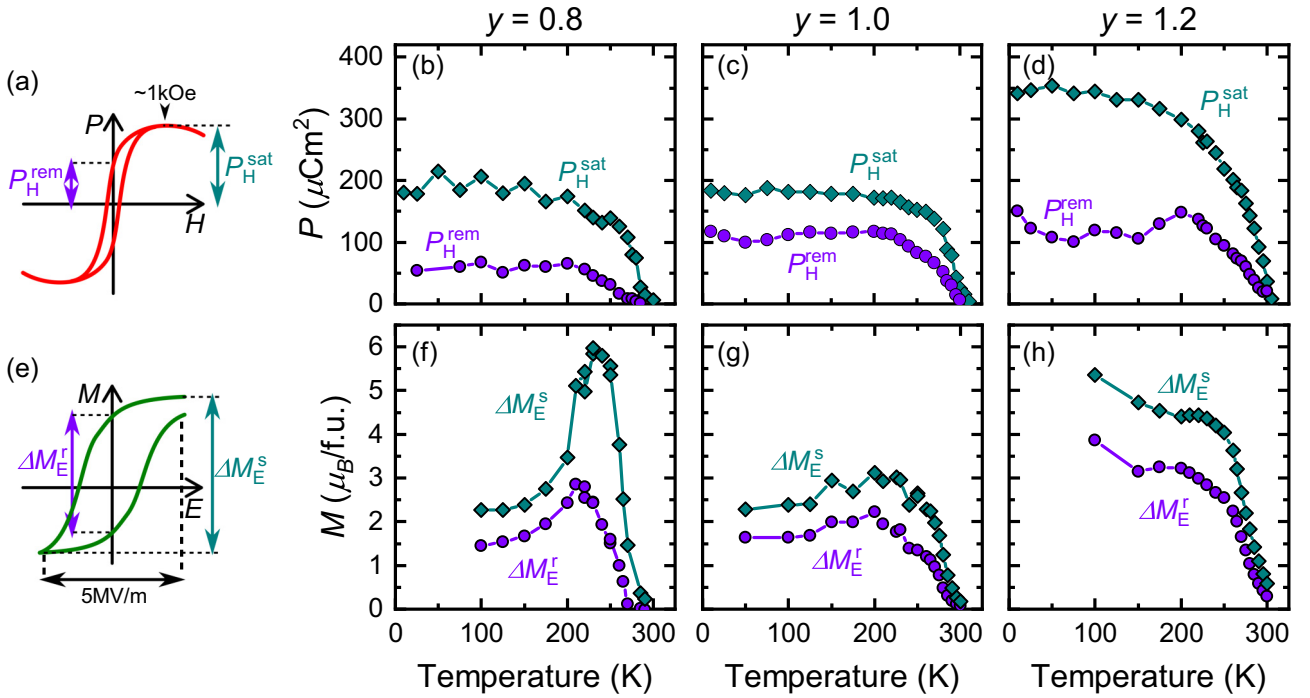 y = 0.8
y = 1.0
y = 1.2
(a)
~1kOe
P
P_H^rem
P_H^sat
H
P (μCm²)
400
300
200
100
0
(b)
P_H^sat
P_H^rem
(c)
P_H^sat
P_H^rem
(d)
P_H^sat
P_H^rem
(e)
M
ΔM_E^r
ΔM_E^s
E
5MV/m
M (μ_B/f.u.)
6
5
4
3
2
1
0
(f)
ΔM_E^s
ΔM_E^r
(g)
ΔM_E^s
ΔM_E^r
(h)
ΔM_E^s
ΔM_E^r
0 100 200 300
0 100 200 300
0 100 200 300
Temperature (K)
Temperature (K)
Temperature (K)